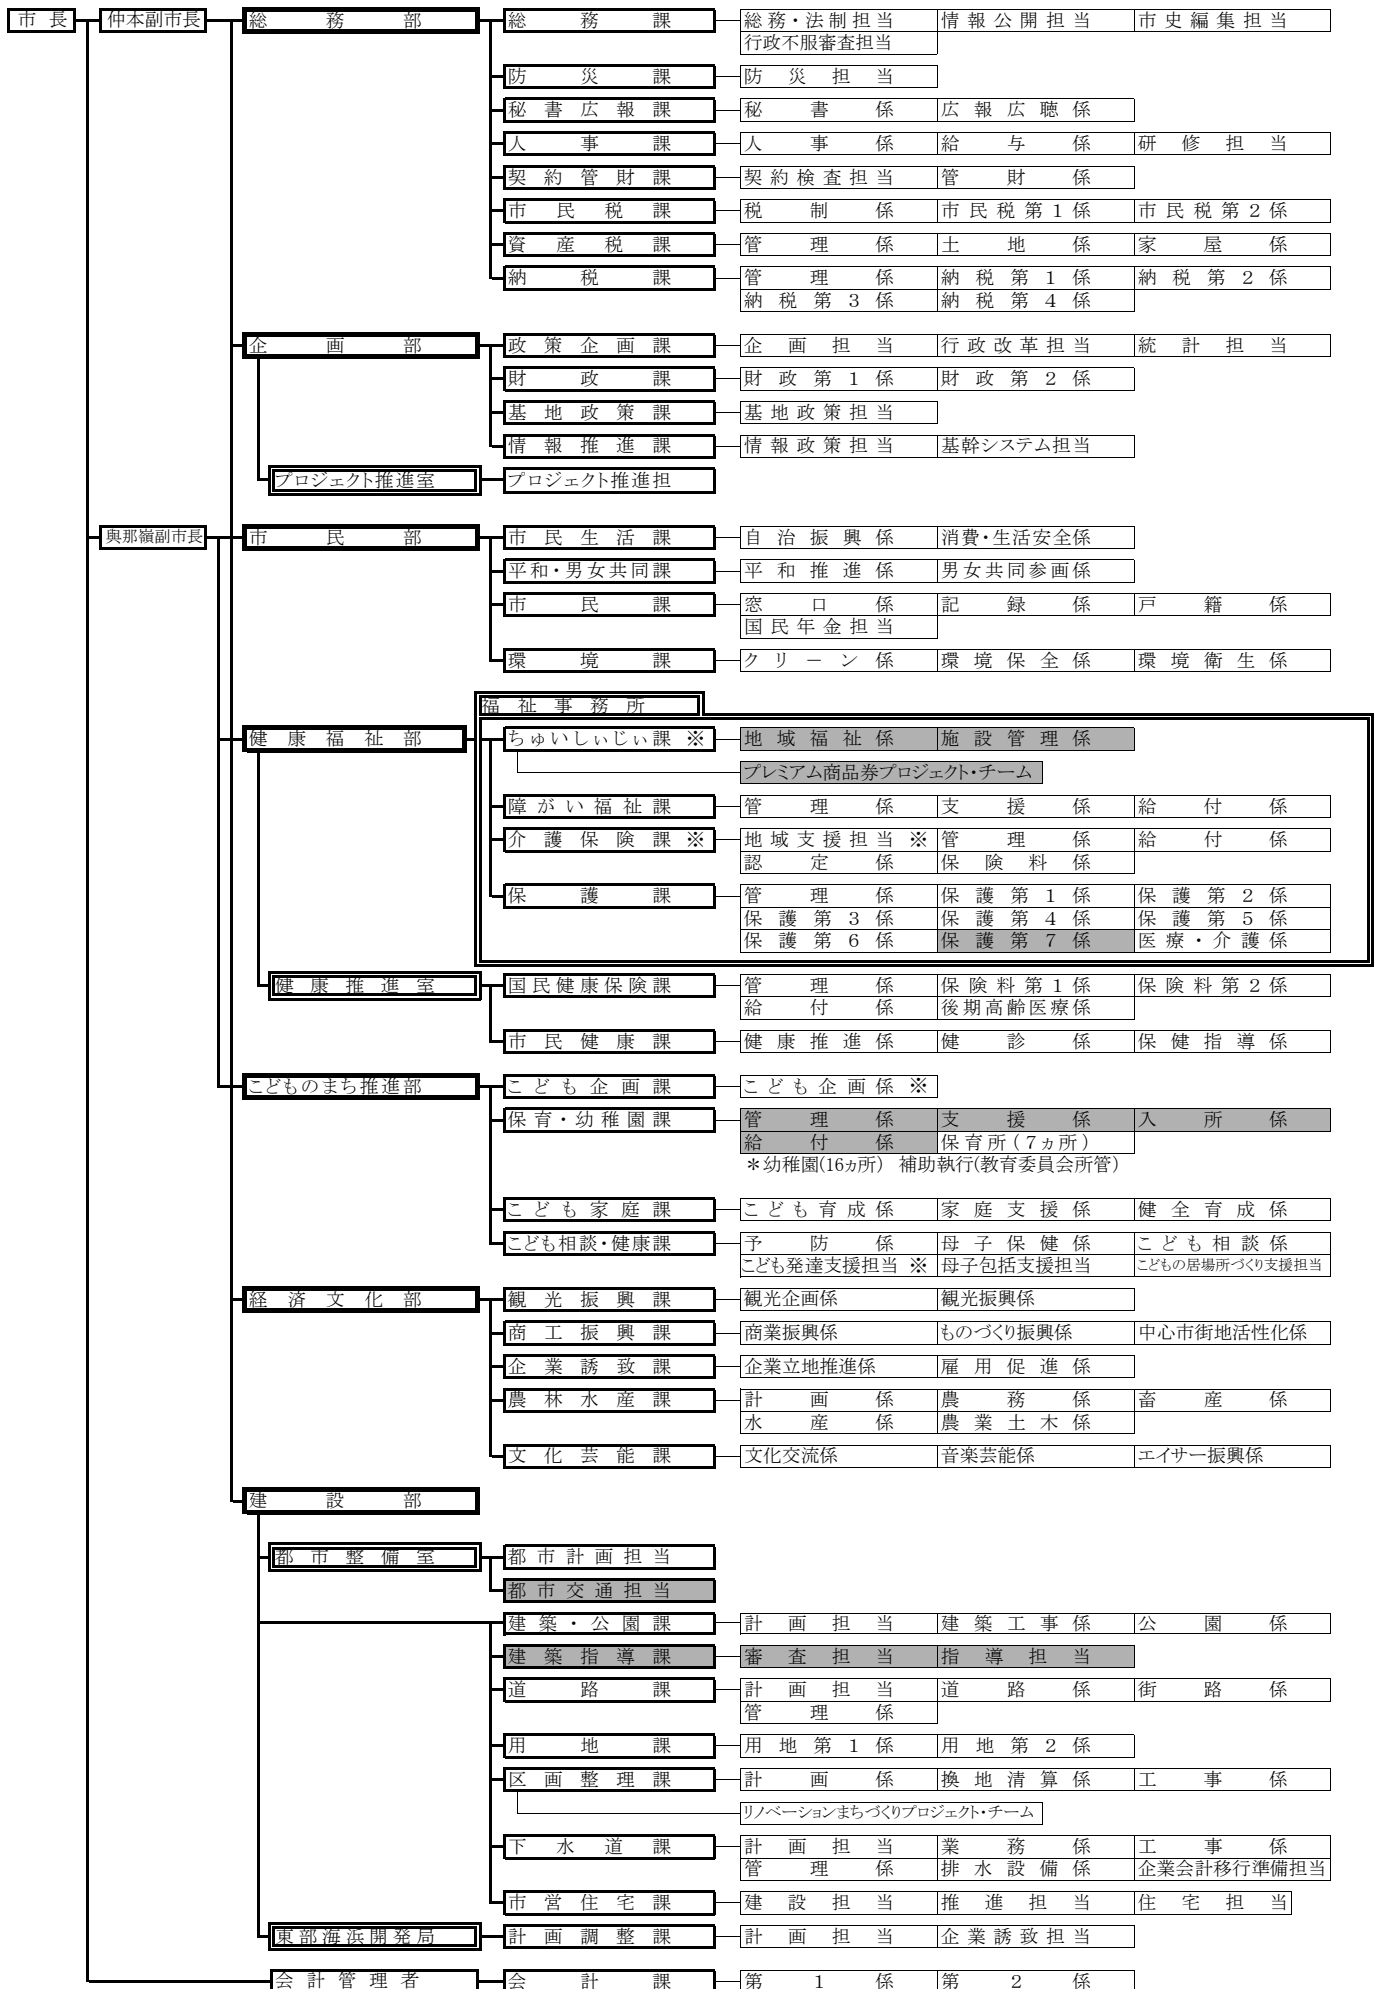 市長 仲本副市長 総務部 総務課 総務・法制担当 情報公開担当 市史編集担当
行政不服審査担当
防災課 防災担当
秘書広報課 秘書係 広報広聴係
人事課 人事係 給与係 研修担当
契約管財課 契約検査担当 管財係
市民税課 税制係 市民税第1係 市民税第2係
資産税課 管理係 土地係 家屋係
納税課 管理係 納税第1係 納税第2係
納税第3係 納税第4係
企画部 政策企画課 企画担当 行政改革担当 統計担当
財政課 財政第1係 財政第2係
基地政策課 基地政策担当
情報推進課 情報政策担当 基幹システム担当
プロジェクト推進室 プロジェクト推進担
與那嶺副市長 市民部 市民生活課 自治振興係 消費・生活安全係
平和・男女共同課 平和推進係 男女共同参画係
市民課 窓口係 記録係 戸籍係
国民年金担当
環境課 クリーン係 環境保全係 環境衛生係
福祉事務所
健康福祉部 ちゅいしぃじぃ課 ※ 地域福祉係 施設管理係
プレミアム商品券プロジェクト・チーム
障がい福祉課 管理係 支援係 給付係
介護保険課 ※ 地域支援担当 ※ 管理係 給付係
認定係 保険料係
保護課 管理係 保護第1係 保護第2係
保護第3係 保護第4係 保護第5係
保護第6係 保護第7係 医療・介護係
健康推進室 国民健康保険課 管理係 保険料第1係 保険料第2係
給付係 後期高齢医療係
市民健康課 健康推進係 健診係 保健指導係
こどものまち推進部 こども企画課 こども企画係 ※
保育・幼稚園課 管理係 支援係 入所係
給付係 保育所(7ヵ所)
＊幼稚園(16ヵ所) 補助執行(教育委員会所管)
こども家庭課 こども育成係 家庭支援係 健全育成係
こども相談・健康課 予防係 母子保健係 こども相談係
こども発達支援担当 ※ 母子包括支援担当 こどもの居場所づくり支援担当
経済文化部 観光振興課 観光企画係 観光振興係
商工振興課 商業振興係 ものづくり振興係 中心市街地活性化係
企業誘致課 企業立地推進係 雇用促進係
農林水産課 計画係 農務係 畜産係
水産係 農業土木係
文化芸能課 文化交流係 音楽芸能係 エイサー振興係
建設部
都市整備室 都市計画担当
都市交通担当
建築・公園課 計画担当 建築工事係 公園係
建築指導課 審査担当 指導担当
道路課 計画担当 道路係 街路係
管理係
用地課 用地第1係 用地第2係
区画整理課 計画係 換地清算係 工事係
リノベーションまちづくりプロジェクト・チーム
下水道課 計画担当 業務係 工事係
管理係 排水設備係 企業会計移行準備担当
市営住宅課 建設担当 推進担当 住宅担当
東部海浜開発局 計画調整課 計画担当 企業誘致担当
会計管理者 会計課 第1係 第2係